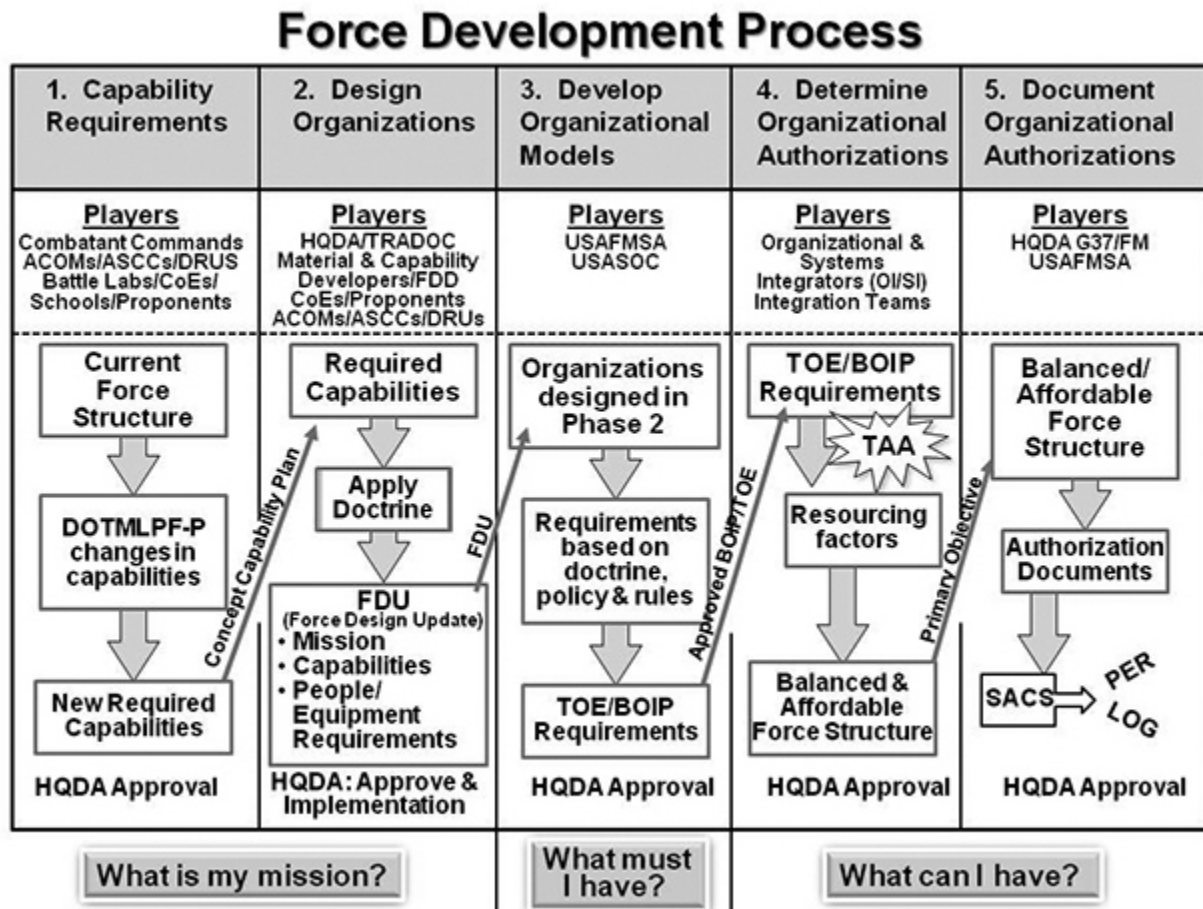 Force Development Process
1. Capability
Requirements
2. Design
Organizations
3. Develop
Organizational
Models
4. Determine
Organizational
Authorizations
5. Document
Organizational
Authorizations
Players
Combatant Commands
ACOMs/ASCCs/DRUS
Battle Labs/CoEs/
Schools/Proponents
Players
HQDA/TRADOC
Material & Capability
Developers/FDD
CoEs/Proponents
ACOMs/ASCCs/DRUs
Players
USAFMSA
USASOC
Players
Organizational &
Systems
Integrators (OI/SI)
Integration Teams
Players
HQDA G37/FM
USAFMSA
Current
Force
Structure
DOTMLPF-P
changes in
capabilities
New Required
Capabilities
HQDA Approval
Concept Capability Plan
Required
Capabilities
Apply
Doctrine
FDU
(Force Design Update)
• Mission
• Capabilities
• People/
Equipment
Requirements
HQDA: Approve &
Implementation
FDU
Organizations
designed in
Phase 2
Requirements
based on
doctrine,
policy & rules
TOE/BOIP
Requirements
HQDA Approval
Approved BOIP/TOE
TOE/BOIP
Requirements
TAA
Resourcing
factors
Balanced &
Affordable
Force Structure
HQDA Approval
Primary Objective
Balanced/
Affordable
Force
Structure
Authorization
Documents
SACS
PER
LOG
HQDA Approval
What is my mission?
What must
I have?
What can I have?